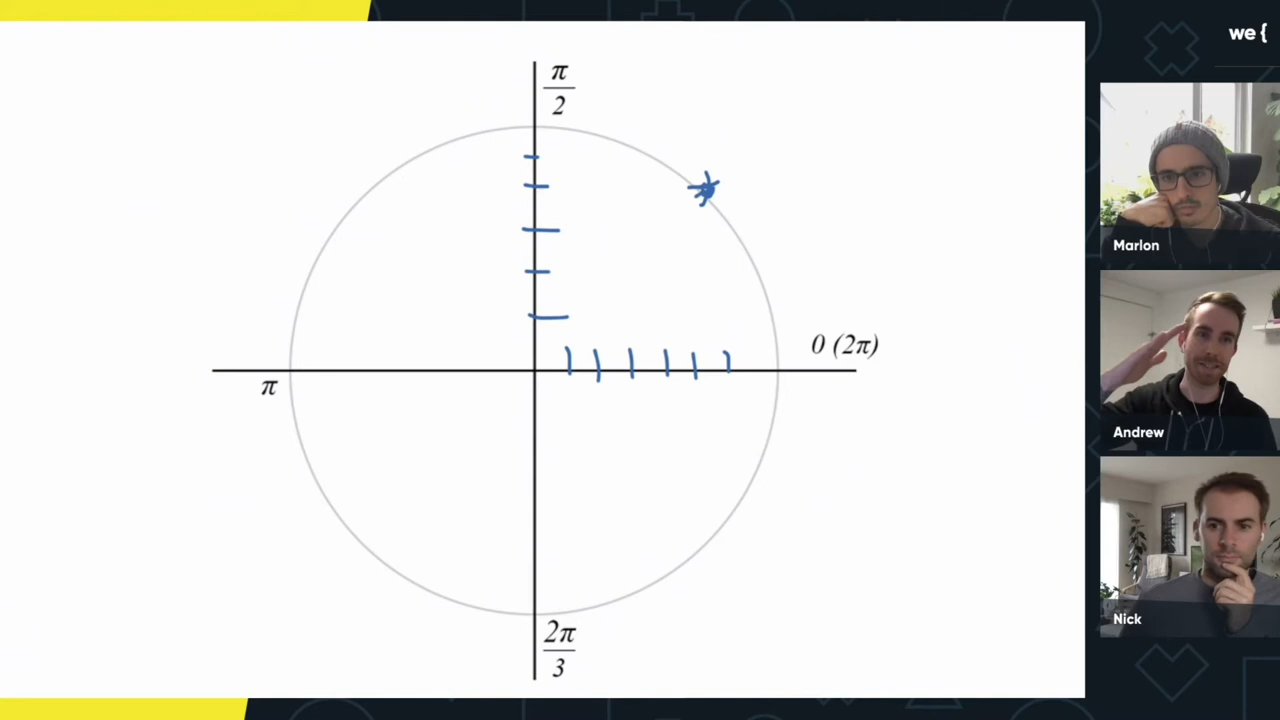 we {
π
2
0 (2π)
π
2π
3
Marlon
Andrew
Nick